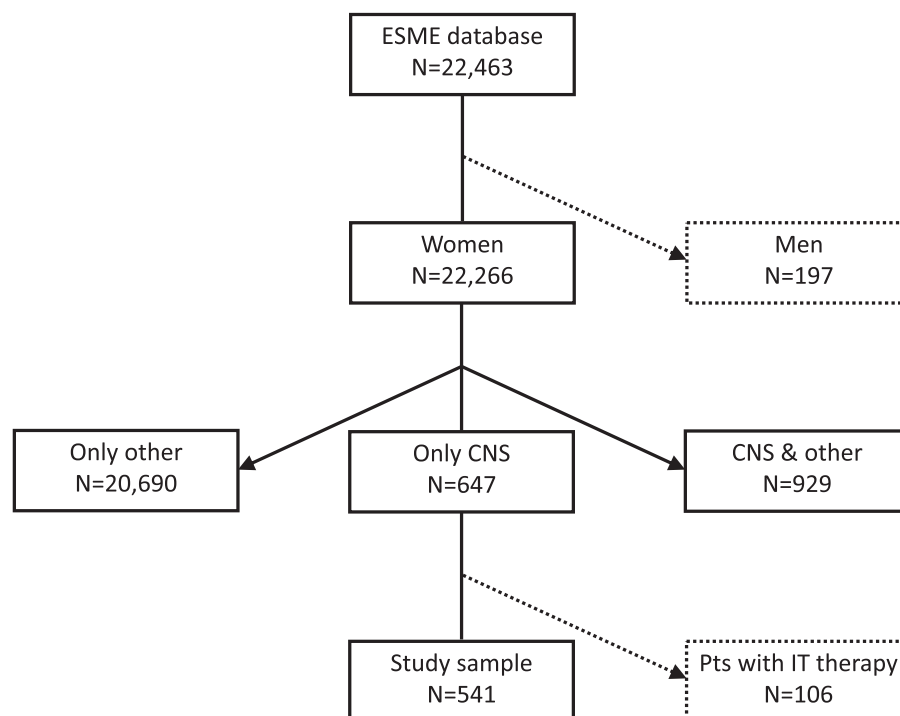 ESME database
N=22,463
Women
N=22,266
Men
N=197
Only other
N=20,690
Only CNS
N=647
CNS & other
N=929
Study sample
N=541
Pts with IT therapy
N=106